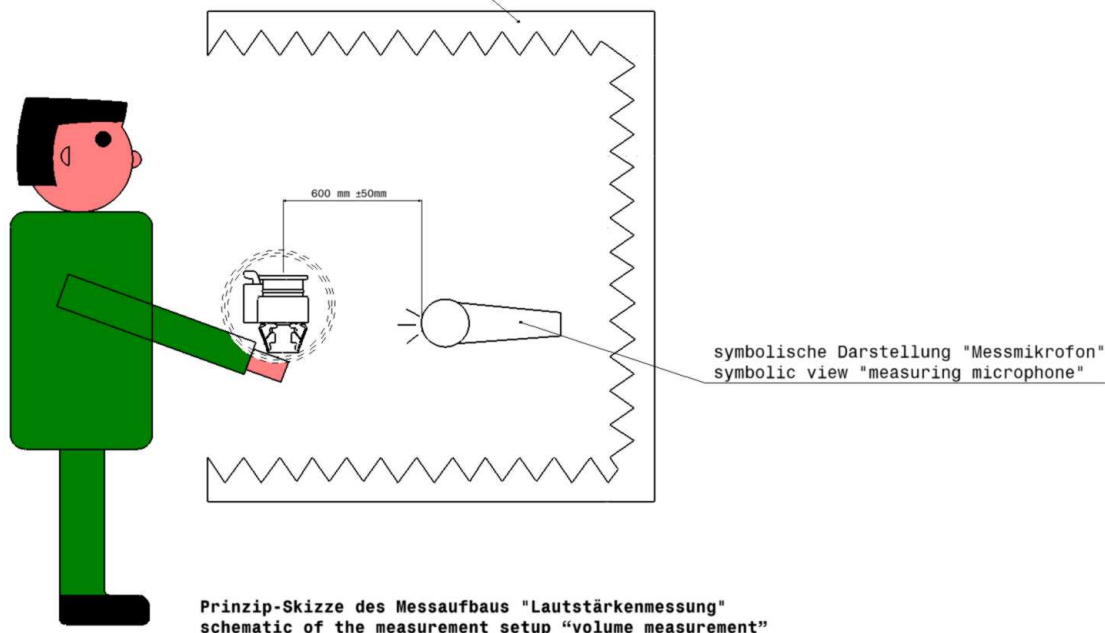 600 mm ±50mm
symbolische Darstellung "Messmikrofon"
symbolic view "measuring microphone"
Prinzip-Skizze des Messaufbaus "Lautstärkenmessung"
schematic of the measurement setup “volume measurement”